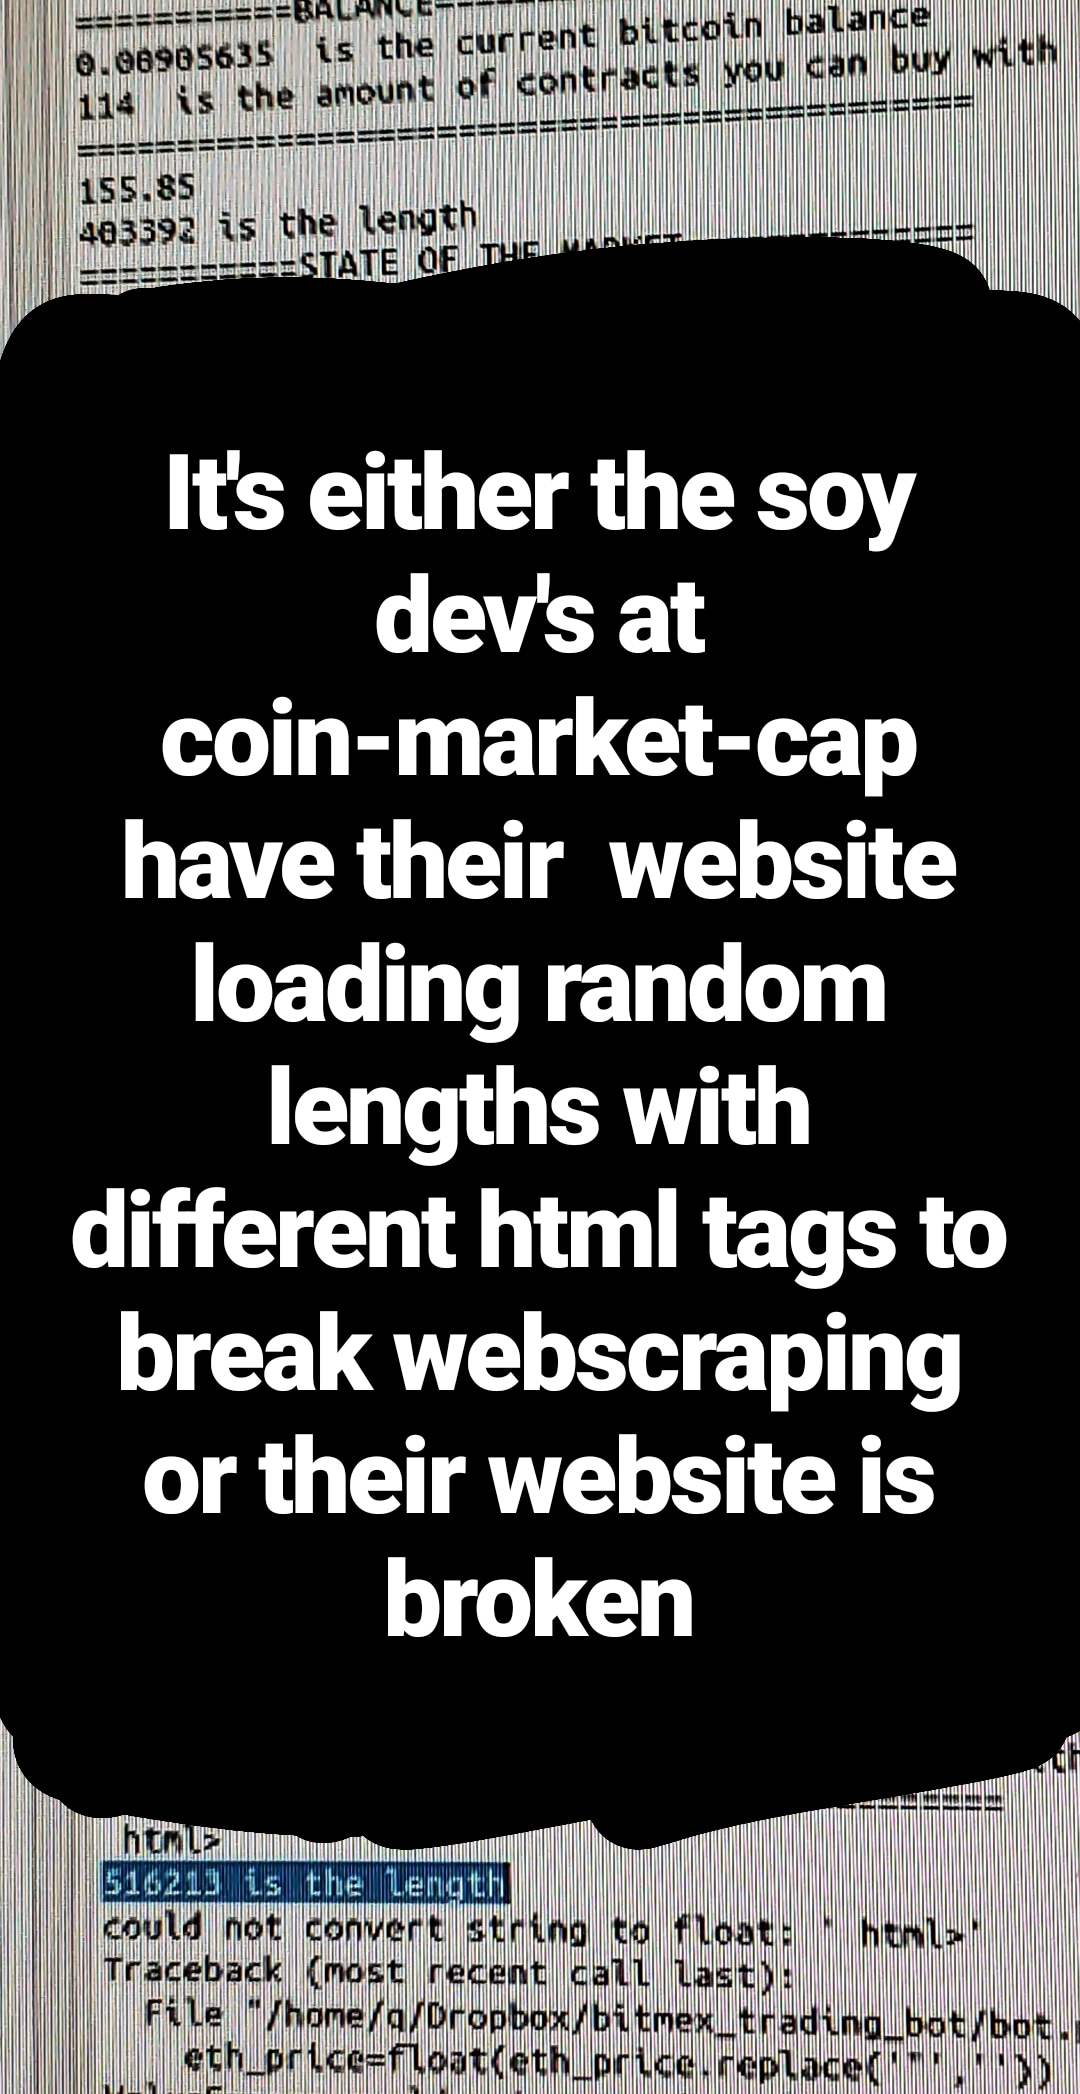 ===========BALANCE
0.00905635 is the current bitcoin balance
114 is the amount of contracts you can buy with
=============================================
155.85
403392 is the length
===========STATE OF THE MARKET
It's either the soy
dev's at
coin-market-cap
have their website
loading random
lengths with
different html tags to
break webscraping
or their website is
broken
html>
516213 is the length
could not convert string to float: ' html>'
Traceback (most recent call last):
File "/home/q/Dropbox/bitmex_trading_bot/bot.
eth_price=float(eth_price.replace('"', ''))